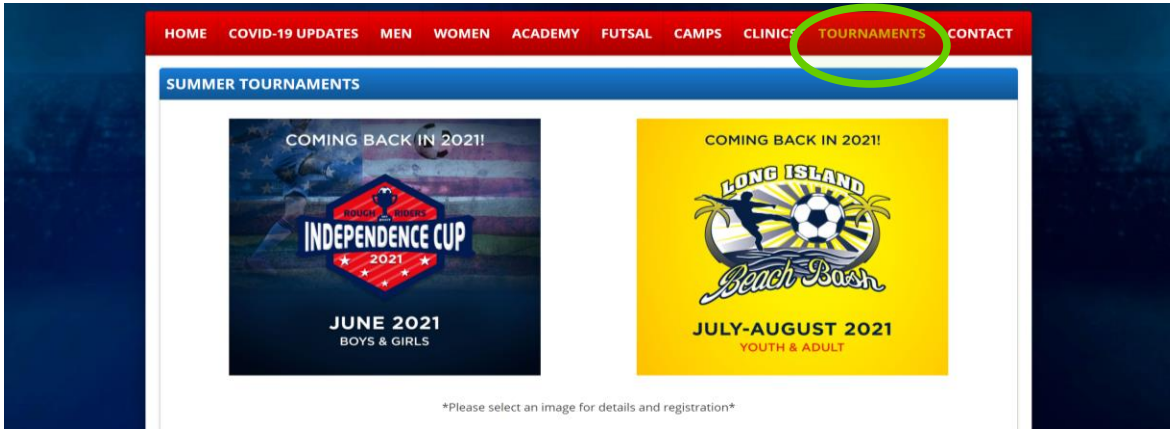 HOME COVID-19 UPDATES MEN WOMEN ACADEMY FUTSAL CAMPS CLINICS TOURNAMENTS CONTACT
SUMMER TOURNAMENTS
COMING BACK IN 2021!
ROUGH RIDERS
INDEPENDENCE CUP
2021
JUNE 2021
BOYS & GIRLS
COMING BACK IN 2021!
LONG ISLAND
Beach Bash
JULY-AUGUST 2021
YOUTH & ADULT
*Please select an image for details and registration*